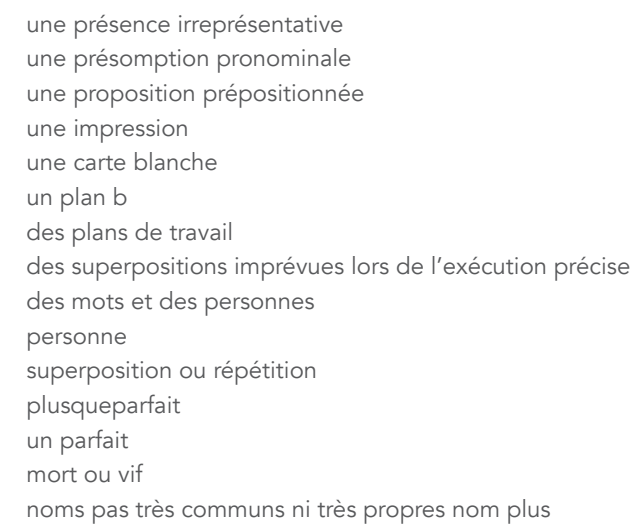 une présence irreprésentative
une présomption pronominale
une proposition prépositionnée
une impression
une carte blanche
un plan b
des plans de travail
des superpositions imprévues lors de l’exécution précise
des mots et des personnes
personne
superposition ou répétition
plusqueparfait
un parfait
mort ou vif
noms pas très communs ni très propres nom plus